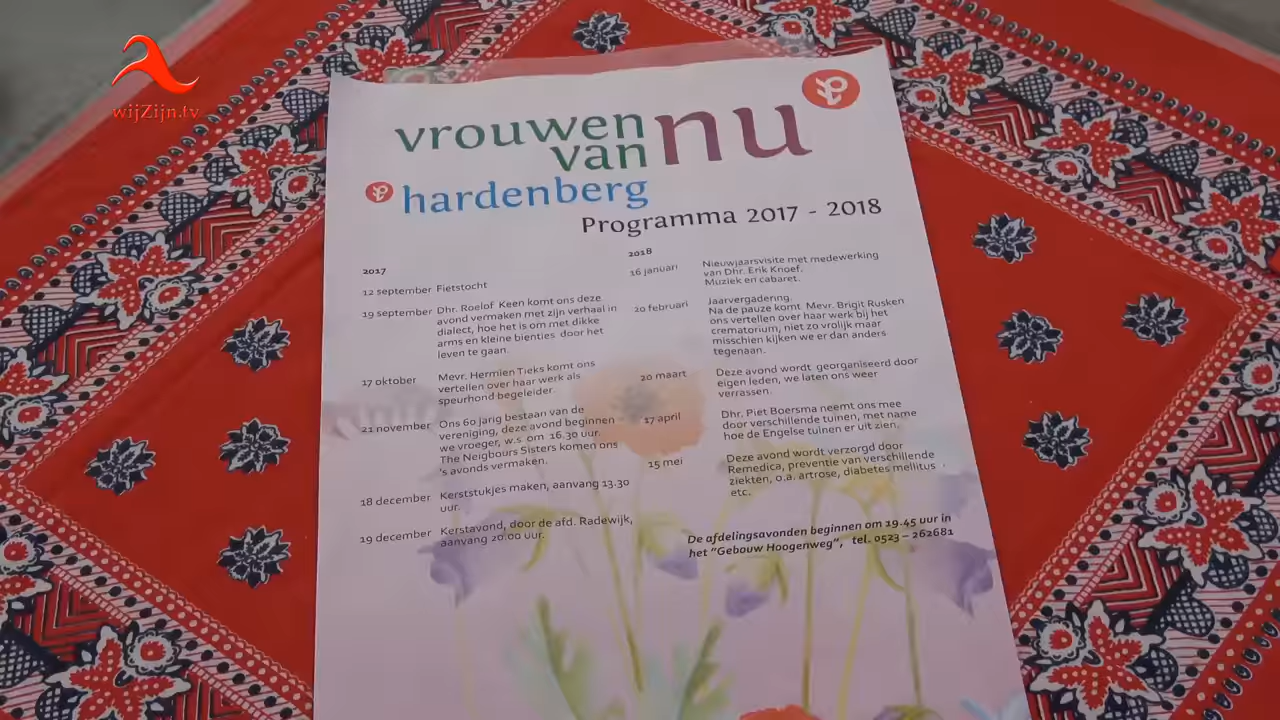 wijZijn.tv
vrouwen
van nu
hardenberg
Programma 2017 - 2018
2017
12 september Fietstocht
19 september Dhr. Roelof Keen komt ons deze
avond vermaken met zijn verhaal in
dialect, hoe het is om met dikke
arms en kleine bienties door het
leven te gaan.
17 oktober Mevr. Hermien Tieks komt ons
vertellen over haar werk als
speurhond begeleider.
21 november Ons 60 jarig bestaan van de
vereniging, deze avond beginnen
we vroeger, w.s om 16.30 uur.
The Neigbours Sisters komen ons
's avonds vermaken.
18 december Kerststukjes maken, aanvang 13.30
uur.
19 december Kerstavond, door de afd. Radewijk,
aanvang 20.00 uur.
2018
16 januari Nieuwjaarsvisite met medewerking
van Dhr. Erik Knoef.
Muziek en cabaret.
20 februari Jaarvergadering.
Na de pauze komt Mevr. Brigit Rusken
ons vertellen over haar werk bij het
crematorium, niet zo vrolijk maar
misschien kijken we er dan anders
tegenaan.
20 maart Deze avond wordt georganiseerd door
eigen leden, we laten ons weer
verrassen.
17 april Dhr. Piet Boersma neemt ons mee
door verschillende tuinen, met name
hoe de Engelse tuinen er uit zien.
15 mei Deze avond wordt verzorgd door
Remedica, preventie van verschillende
ziekten, o.a. artrose, diabetes mellitus
etc.
De afdelingsavonden beginnen om 19.45 uur in
het "Gebouw Hoogenweg", tel. 0523 – 262681